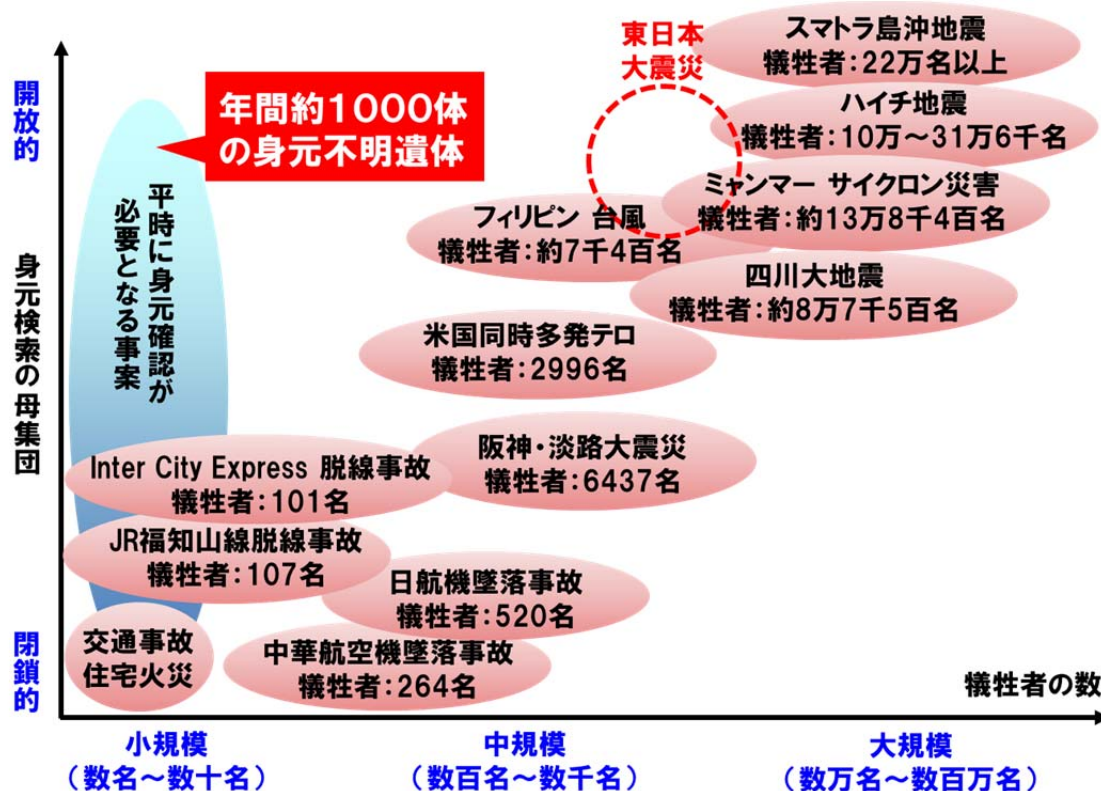 東日本
大震災
スマトラ島沖地震
犠牲者:22万名以上
開放的
年間約1000体
の身元不明遺体
ハイチ地震
犠牲者:10万~31万6千名
平時に身元確認が
必要となる事案
ミャンマー サイクロン災害
犠牲者:約13万8千4百名
フィリピン 台風
犠牲者:約7千4百名
四川大地震
犠牲者:約8万7千5百名
身元検索の母集団
米国同時多発テロ
犠牲者:2996名
阪神・淡路大震災
犠牲者:6437名
Inter City Express 脱線事故
犠牲者:101名
JR福知山線脱線事故
犠牲者:107名
日航機墜落事故
犠牲者:520名
閉鎖的
交通事故
住宅火災
中華航空機墜落事故
犠牲者:264名
犠牲者の数
小規模
(数名~数十名)
中規模
(数百名~数千名)
大規模
(数万名~数百万名)